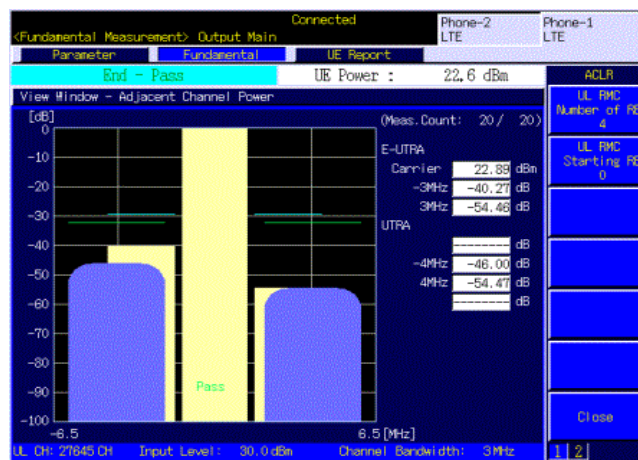 Connected
<Fundamental Measurement> Output Main
Phone-2
LTE
Phone-1
LTE
Parameter
Fundamental
UE Report
End - Pass
UE Power : 22.6 dBm
ACLR
View Window - Adjacent Channel Power
UL RMC
Number of RB
4
UL RMC
Starting RB
0
[dB]
(Meas.Count: 20/ 20)
0
-10
-20
-30
-40
-50
-60
-70
-80
-90
-100
E-UTRA
Carrier 22.89 dBm
-3MHz -40.27 dB
3MHz -54.46 dB
UTRA
-------- dB
-4MHz -46.00 dB
4MHz -54.47 dB
-------- dB
Pass
-6.5
6.5 [MHz]
Close
UL CH: 27645 CH Input Level: 30.0 dBm Channel Bandwidth: 3MHz
1 2